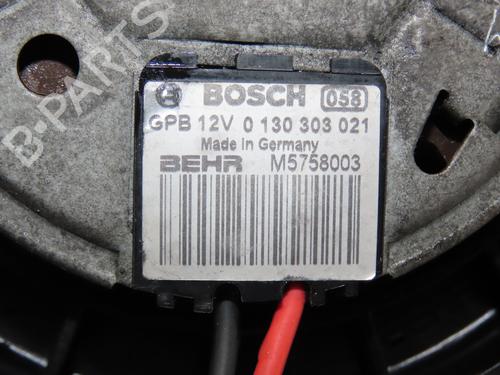 B-PARTS
BOSCH 058
GPB 12V 0 130 303 021
Made in Germany
BEHR M5758003